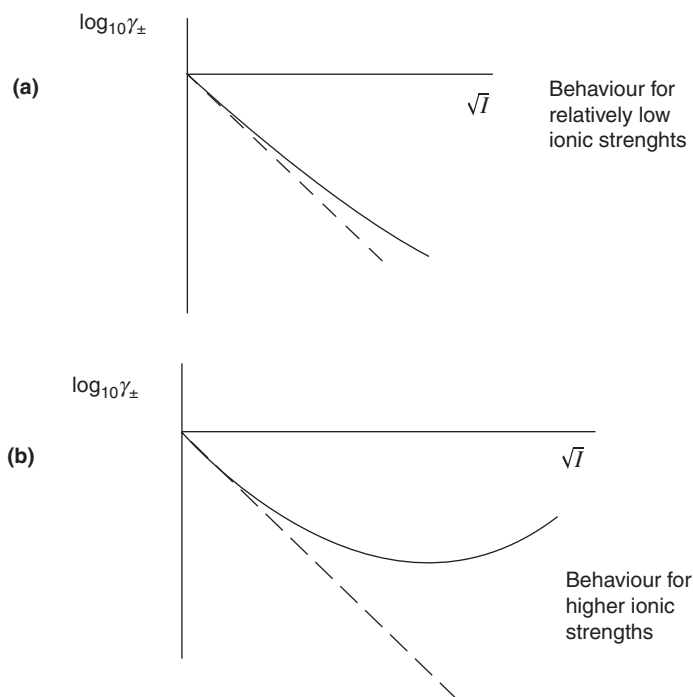 log₁₀γ±
(a)
√I
Behaviour for
relatively low
ionic strenghts
log₁₀γ±
(b)
√I
Behaviour for
higher ionic
strengths